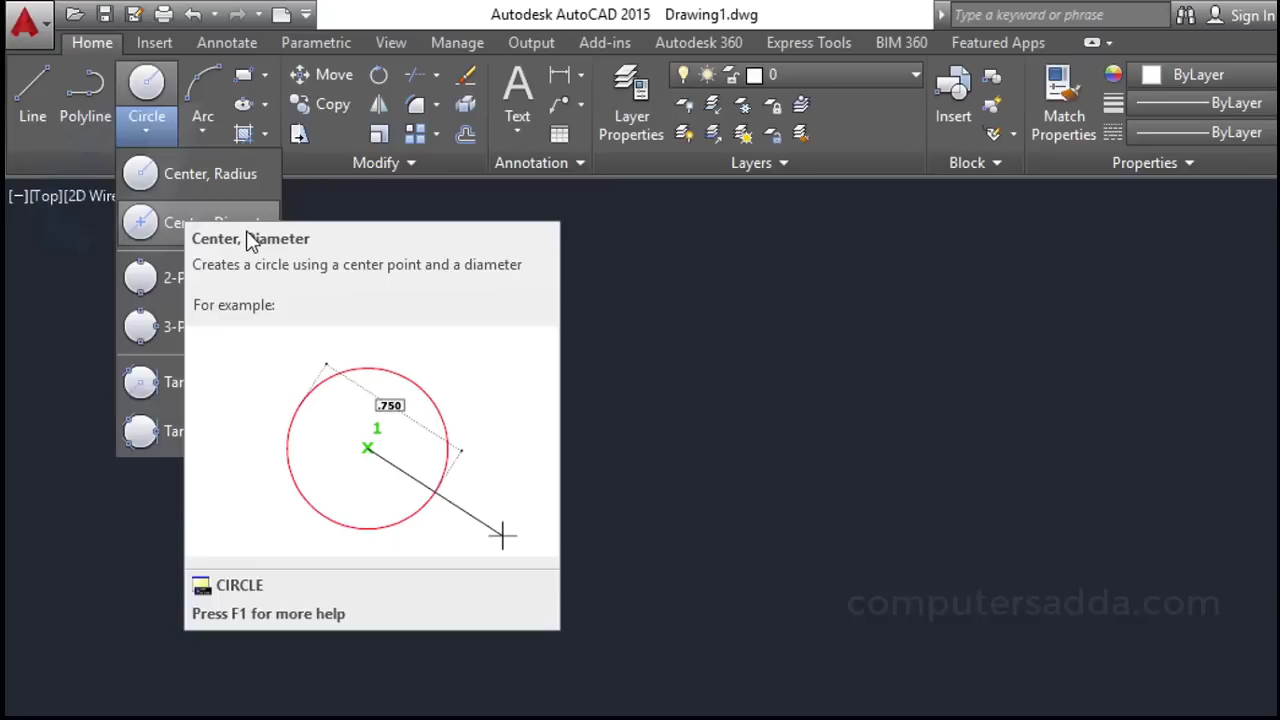 Autodesk AutoCAD 2015 Drawing1.dwg
Type a keyword or phrase
Sign In
Home Insert Annotate Parametric View Manage Output Add-ins Autodesk 360 Express Tools BIM 360 Featured Apps
Line Polyline Circle Arc
Move
Copy
Text
Layer
Properties
0
Insert
Match
Properties
ByLayer
ByLayer
ByLayer
Modify
Annotation
Layers
Block
Properties
[−][Top][2D Wire
Center, Radius
Center, Diameter
Creates a circle using a center point and a diameter
For example:
.750
1
CIRCLE
Press F1 for more help
computersadda.com